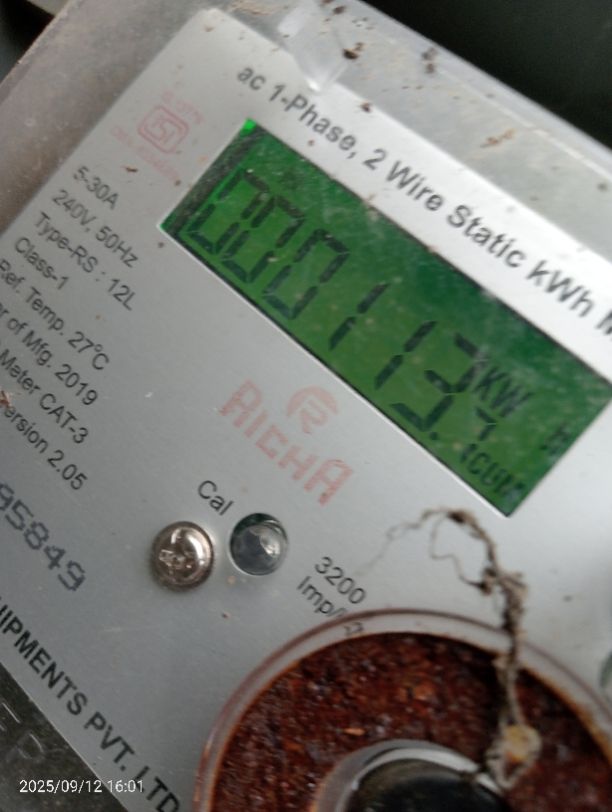 ac 1-Phase, 2 Wire Static kWh
5-30A
240V, 50Hz
Type-RS : 12L
Class-1
Ref. Temp. 27°C
of Mfg. 2019
Meter CAT-3
ersion 2.05
000113.
KW h
CUM
RICHA
Cal
3200
Imp/
95849
IPMENTS PVT. LTD
2025/09/12 16:01